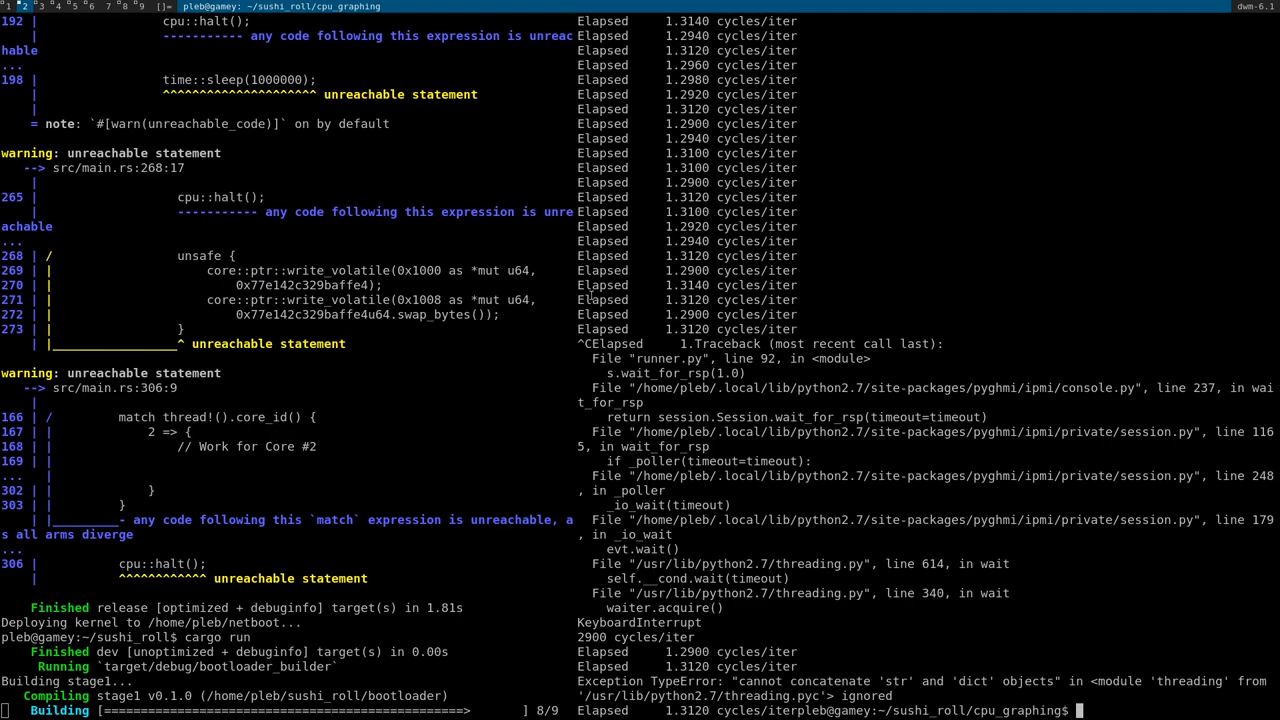 1 2 3 4 5 6 7 8 9 []= pleb@gamey: ~/sushi_roll/cpu_graphing dwm-6.1
192 | cpu::halt();
| ----------- any code following this expression is unreac
hable
...
198 | time::sleep(1000000);
| ^^^^^^^^^^^^^^^^^^^^^ unreachable statement
|
= note: `#[warn(unreachable_code)]` on by default
warning: unreachable statement
--> src/main.rs:268:17
|
265 | cpu::halt();
| ----------- any code following this expression is unre
achable
...
268 | / unsafe {
269 | | core::ptr::write_volatile(0x1000 as *mut u64,
270 | | 0x77e142c329baffe4);
271 | | core::ptr::write_volatile(0x1008 as *mut u64,
272 | | 0x77e142c329baffe4u64.swap_bytes());
273 | | }
| |_________________^ unreachable statement
warning: unreachable statement
--> src/main.rs:306:9
|
166 | / match thread!().core_id() {
167 | | 2 => {
168 | | // Work for Core #2
169 | |
... |
302 | | }
303 | | }
| |_________- any code following this `match` expression is unreachable, a
s all arms diverge
...
306 | cpu::halt();
| ^^^^^^^^^^^^ unreachable statement
Finished release [optimized + debuginfo] target(s) in 1.81s
Deploying kernel to /home/pleb/netboot...
pleb@gamey:~/sushi_roll$ cargo run
Finished dev [unoptimized + debuginfo] target(s) in 0.00s
Running `target/debug/bootloader_builder`
Building stage1...
Compiling stage1 v0.1.0 (/home/pleb/sushi_roll/bootloader)
Building [=================================================> ] 8/9
Elapsed 1.3140 cycles/iter
Elapsed 1.2940 cycles/iter
Elapsed 1.3120 cycles/iter
Elapsed 1.2960 cycles/iter
Elapsed 1.2980 cycles/iter
Elapsed 1.2920 cycles/iter
Elapsed 1.3120 cycles/iter
Elapsed 1.2900 cycles/iter
Elapsed 1.2940 cycles/iter
Elapsed 1.3100 cycles/iter
Elapsed 1.3100 cycles/iter
Elapsed 1.2900 cycles/iter
Elapsed 1.3120 cycles/iter
Elapsed 1.3100 cycles/iter
Elapsed 1.2920 cycles/iter
Elapsed 1.2940 cycles/iter
Elapsed 1.3120 cycles/iter
Elapsed 1.2900 cycles/iter
Elapsed 1.3140 cycles/iter
Elapsed 1.3120 cycles/iter
Elapsed 1.2900 cycles/iter
Elapsed 1.3120 cycles/iter
^CElapsed 1.Traceback (most recent call last):
File "runner.py", line 92, in <module>
s.wait_for_rsp(1.0)
File "/home/pleb/.local/lib/python2.7/site-packages/pyghmi/ipmi/console.py", line 237, in wai
t_for_rsp
return session.Session.wait_for_rsp(timeout=timeout)
File "/home/pleb/.local/lib/python2.7/site-packages/pyghmi/ipmi/private/session.py", line 116
5, in wait_for_rsp
if _poller(timeout=timeout):
File "/home/pleb/.local/lib/python2.7/site-packages/pyghmi/ipmi/private/session.py", line 248
, in _poller
_io_wait(timeout)
File "/home/pleb/.local/lib/python2.7/site-packages/pyghmi/ipmi/private/session.py", line 179
, in _io_wait
evt.wait()
File "/usr/lib/python2.7/threading.py", line 614, in wait
self.__cond.wait(timeout)
File "/usr/lib/python2.7/threading.py", line 340, in wait
waiter.acquire()
KeyboardInterrupt
2900 cycles/iter
Elapsed 1.2900 cycles/iter
Elapsed 1.3120 cycles/iter
Exception TypeError: "cannot concatenate 'str' and 'dict' objects" in <module 'threading' from
'/usr/lib/python2.7/threading.pyc'> ignored
Elapsed 1.3120 cycles/iterpleb@gamey:~/sushi_roll/cpu_graphing$